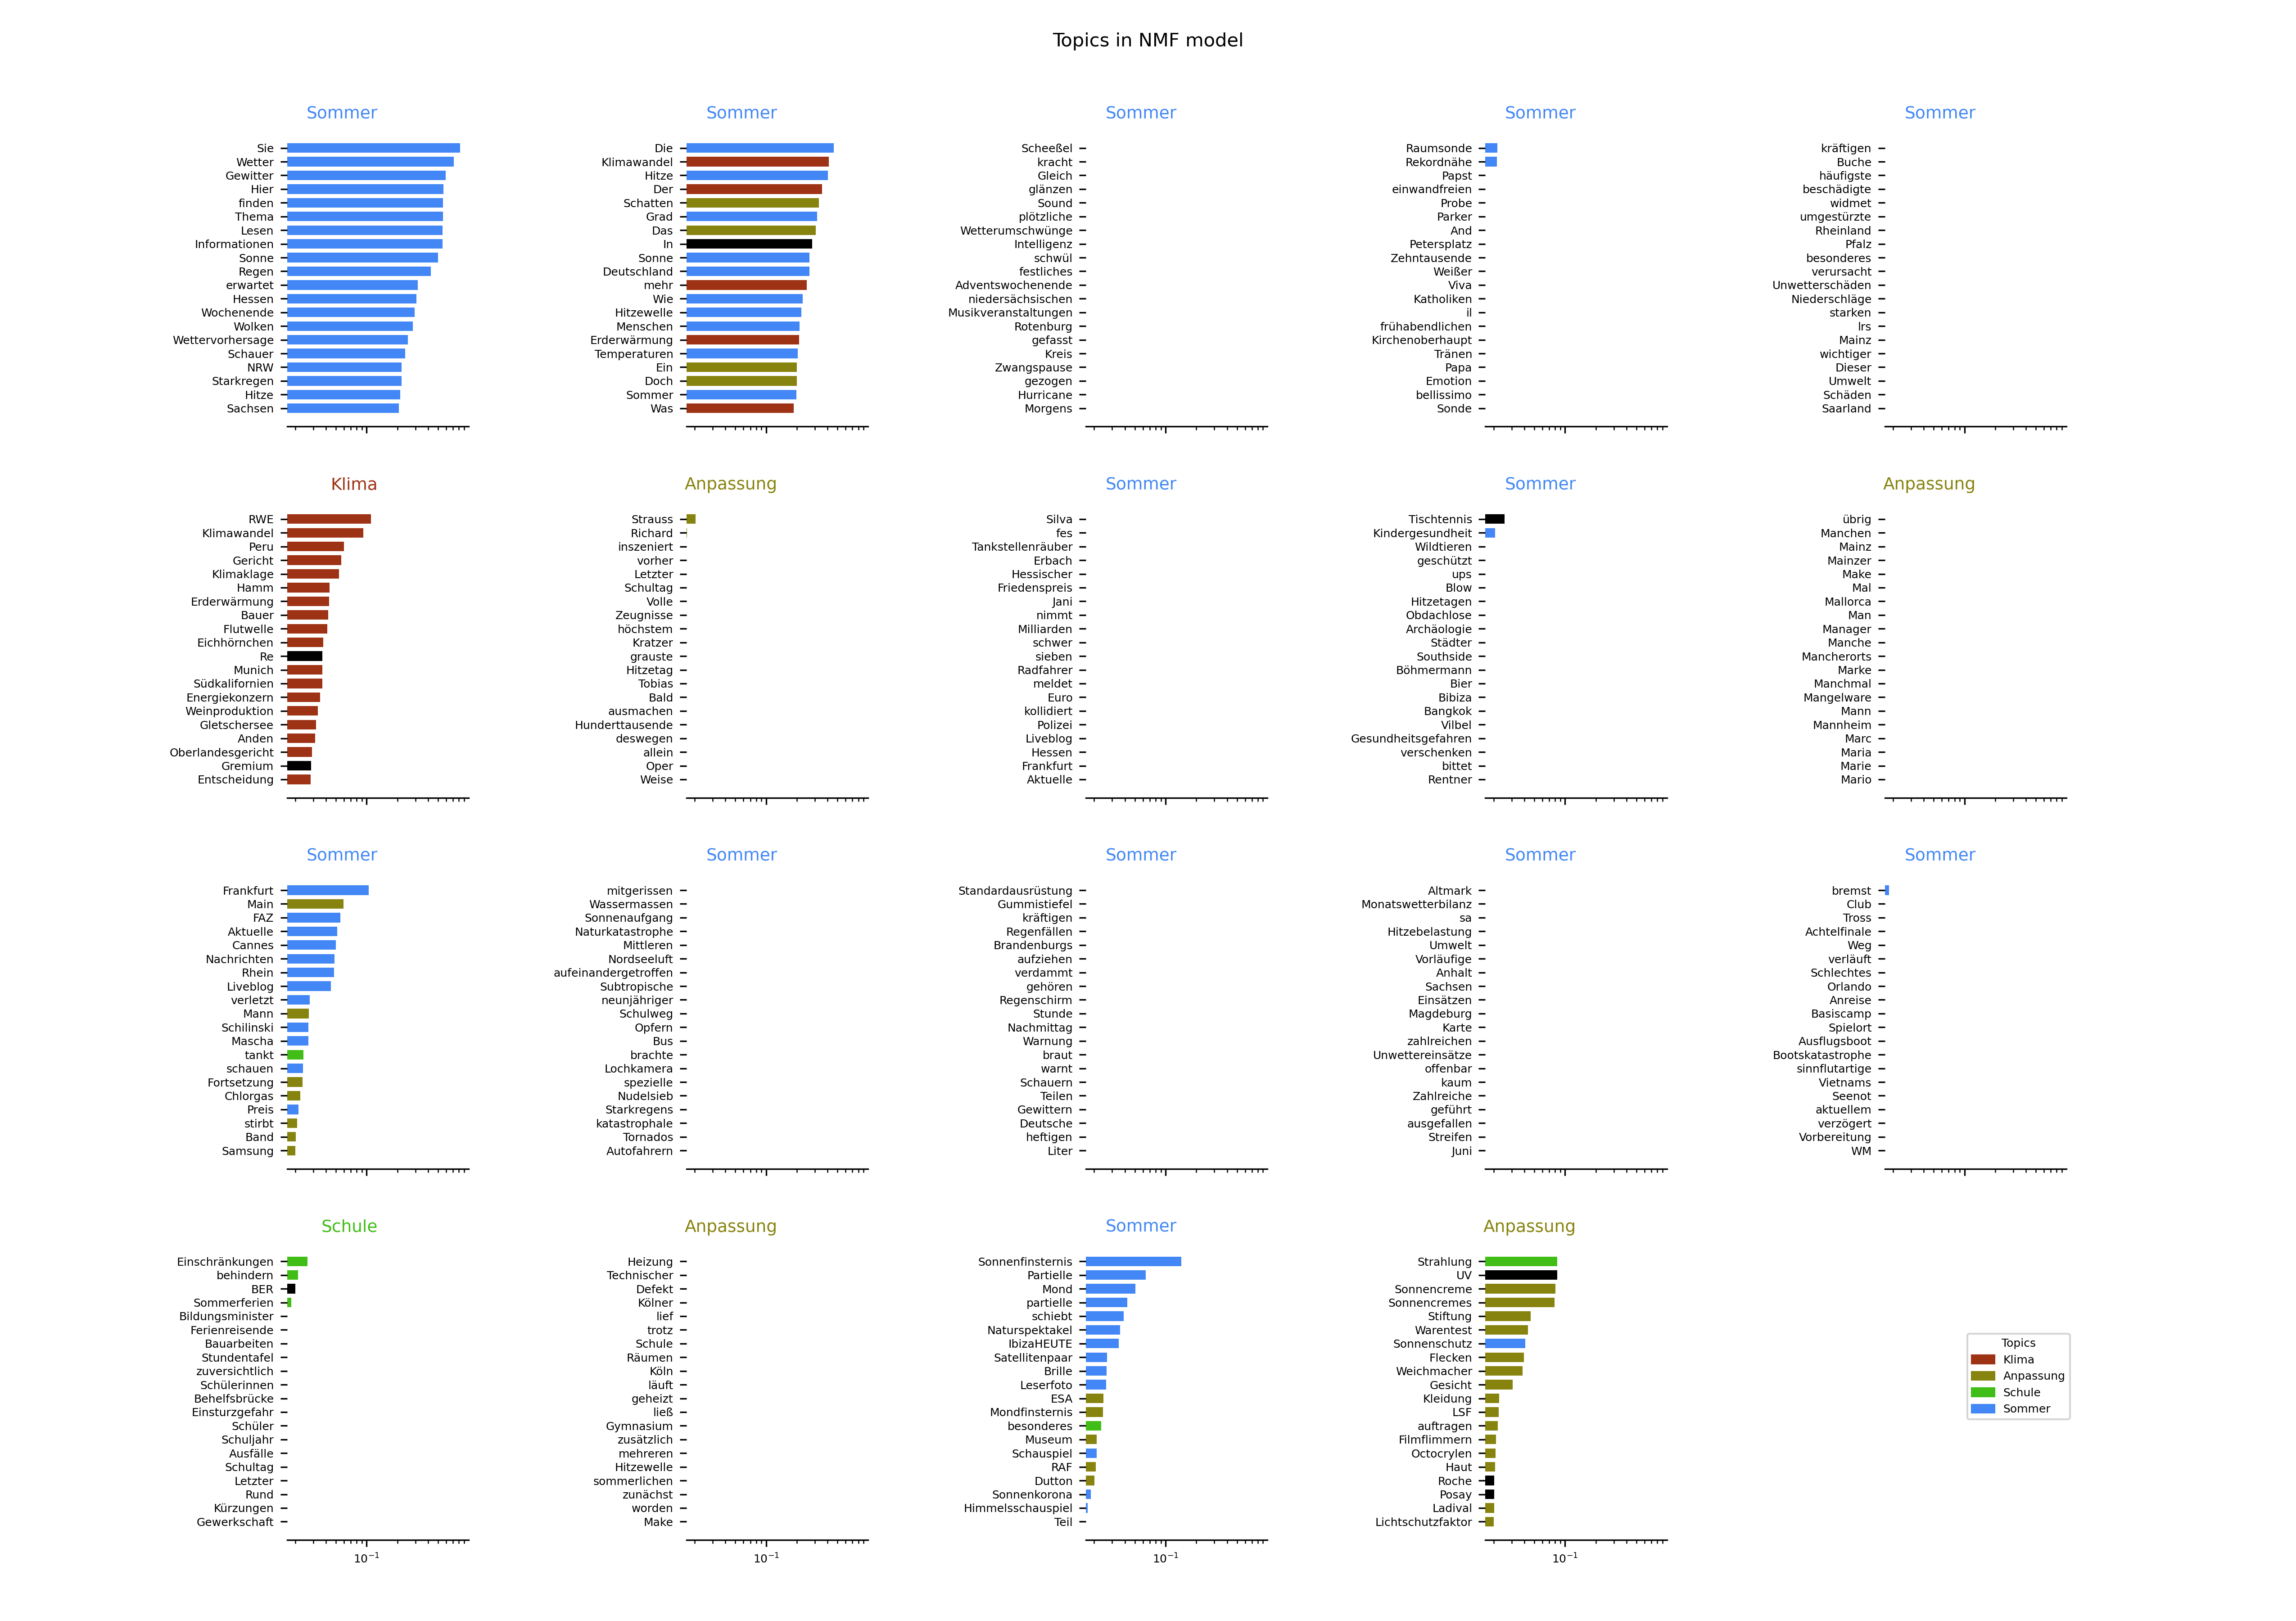 Topics in NMF model
Sommer
Sie
Wetter
Gewitter
Hier
finden
Thema
Lesen
Informationen
Sonne
Regen
erwartet
Hessen
Wochenende
Wolken
Wettervorhersage
Schauer
NRW
Starkregen
Hitze
Sachsen
Sommer
Die
Klimawandel
Hitze
Der
Schatten
Grad
Das
In
Sonne
Deutschland
mehr
Wie
Hitzewelle
Menschen
Erderwärmung
Temperaturen
Ein
Doch
Sommer
Was
Sommer
Scheeßel
kracht
Gleich
glänzen
Sound
plötzliche
Wetterumschwünge
Intelligenz
schwül
festliches
Adventswochenende
niedersächsischen
Musikveranstaltungen
Rotenburg
gefasst
Kreis
Zwangspause
gezogen
Hurricane
Morgens
Sommer
Raumsonde
Rekordnähe
Papst
einwandfreien
Probe
Parker
And
Petersplatz
Zehntausende
Weißer
Viva
Katholiken
il
frühabendlichen
Kirchenoberhaupt
Tränen
Papa
Emotion
bellissimo
Sonde
Sommer
kräftigen
Buche
häufigste
beschädigte
widmet
umgestürzte
Rheinland
Pfalz
besonderes
verursacht
Unwetterschäden
Niederschläge
starken
lrs
Mainz
wichtiger
Dieser
Umwelt
Schäden
Saarland
Klima
RWE
Klimawandel
Peru
Gericht
Klimaklage
Hamm
Erderwärmung
Bauer
Flutwelle
Eichhörnchen
Re
Munich
Südkalifornien
Energiekonzern
Weinproduktion
Gletschersee
Anden
Oberlandesgericht
Gremium
Entscheidung
Anpassung
Strauss
Richard
inszeniert
vorher
Letzter
Schultag
Volle
Zeugnisse
höchstem
Kratzer
grauste
Hitzetag
Tobias
Bald
ausmachen
Hunderttausende
deswegen
allein
Oper
Weise
Sommer
Silva
fes
Tankstellenräuber
Erbach
Hessischer
Friedenspreis
Jani
nimmt
Milliarden
schwer
sieben
Radfahrer
meldet
Euro
kollidiert
Polizei
Liveblog
Hessen
Frankfurt
Aktuelle
Sommer
Tischtennis
Kindergesundheit
Wildtieren
geschützt
ups
Blow
Hitzetagen
Obdachlose
Archäologie
Städter
Southside
Böhmermann
Bier
Bibiza
Bangkok
Vilbel
Gesundheitsgefahren
verschenken
bittet
Rentner
Anpassung
übrig
Manchen
Mainz
Mainzer
Make
Mal
Mallorca
Man
Manager
Manche
Mancherorts
Marke
Manchmal
Mangelware
Mann
Mannheim
Marc
Maria
Marie
Mario
Sommer
Frankfurt
Main
FAZ
Aktuelle
Cannes
Nachrichten
Rhein
Liveblog
verletzt
Mann
Schilinski
Mascha
tankt
schauen
Fortsetzung
Chlorgas
Preis
stirbt
Band
Samsung
Sommer
mitgerissen
Wassermassen
Sonnenaufgang
Naturkatastrophe
Mittleren
Nordseeluft
aufeinandergetroffen
Subtropische
neunjähriger
Schulweg
Opfern
Bus
brachte
Lochkamera
spezielle
Nudelsieb
Starkregens
katastrophale
Tornados
Autofahrern
Sommer
Standardausrüstung
Gummistiefel
kräftigen
Regenfällen
Brandenburgs
aufziehen
verdammt
gehören
Regenschirm
Stunde
Nachmittag
Warnung
braut
warnt
Schauern
Teilen
Gewittern
Deutsche
heftigen
Liter
Sommer
Altmark
Monatswetterbilanz
sa
Hitzebelastung
Umwelt
Vorläufige
Anhalt
Sachsen
Einsätzen
Magdeburg
Karte
zahlreichen
Unwettereinsätze
offenbar
kaum
Zahlreiche
geführt
ausgefallen
Streifen
Juni
Sommer
bremst
Club
Tross
Achtelfinale
Weg
verläuft
Schlechtes
Orlando
Anreise
Basiscamp
Spielort
Ausflugsboot
Bootskatastrophe
sinnflutartige
Vietnams
Seenot
aktuellem
verzögert
Vorbereitung
WM
Schule
Einschränkungen
behindern
BER
Sommerferien
Bildungsminister
Ferienreisende
Bauarbeiten
Stundentafel
zuversichtlich
Schülerinnen
Behelfsbrücke
Einsturzgefahr
Schüler
Schuljahr
Ausfälle
Schultag
Letzter
Rund
Kürzungen
Gewerkschaft
10⁻¹
Anpassung
Heizung
Technischer
Defekt
Kölner
lief
trotz
Schule
Räumen
Köln
läuft
geheizt
ließ
Gymnasium
zusätzlich
mehreren
Hitzewelle
sommerlichen
zunächst
worden
Make
10⁻¹
Sommer
Sonnenfinsternis
Partielle
Mond
partielle
schiebt
Naturspektakel
IbizaHEUTE
Satellitenpaar
Brille
Leserfoto
ESA
Mondfinsternis
besonderes
Museum
Schauspiel
RAF
Dutton
Sonnenkorona
Himmelsschauspiel
Teil
10⁻¹
Anpassung
Strahlung
UV
Sonnencreme
Sonnencremes
Stiftung
Warentest
Sonnenschutz
Flecken
Weichmacher
Gesicht
Kleidung
LSF
auftragen
Filmflimmern
Octocrylen
Haut
Roche
Posay
Ladival
Lichtschutzfaktor
10⁻¹
Topics
Klima
Anpassung
Schule
Sommer